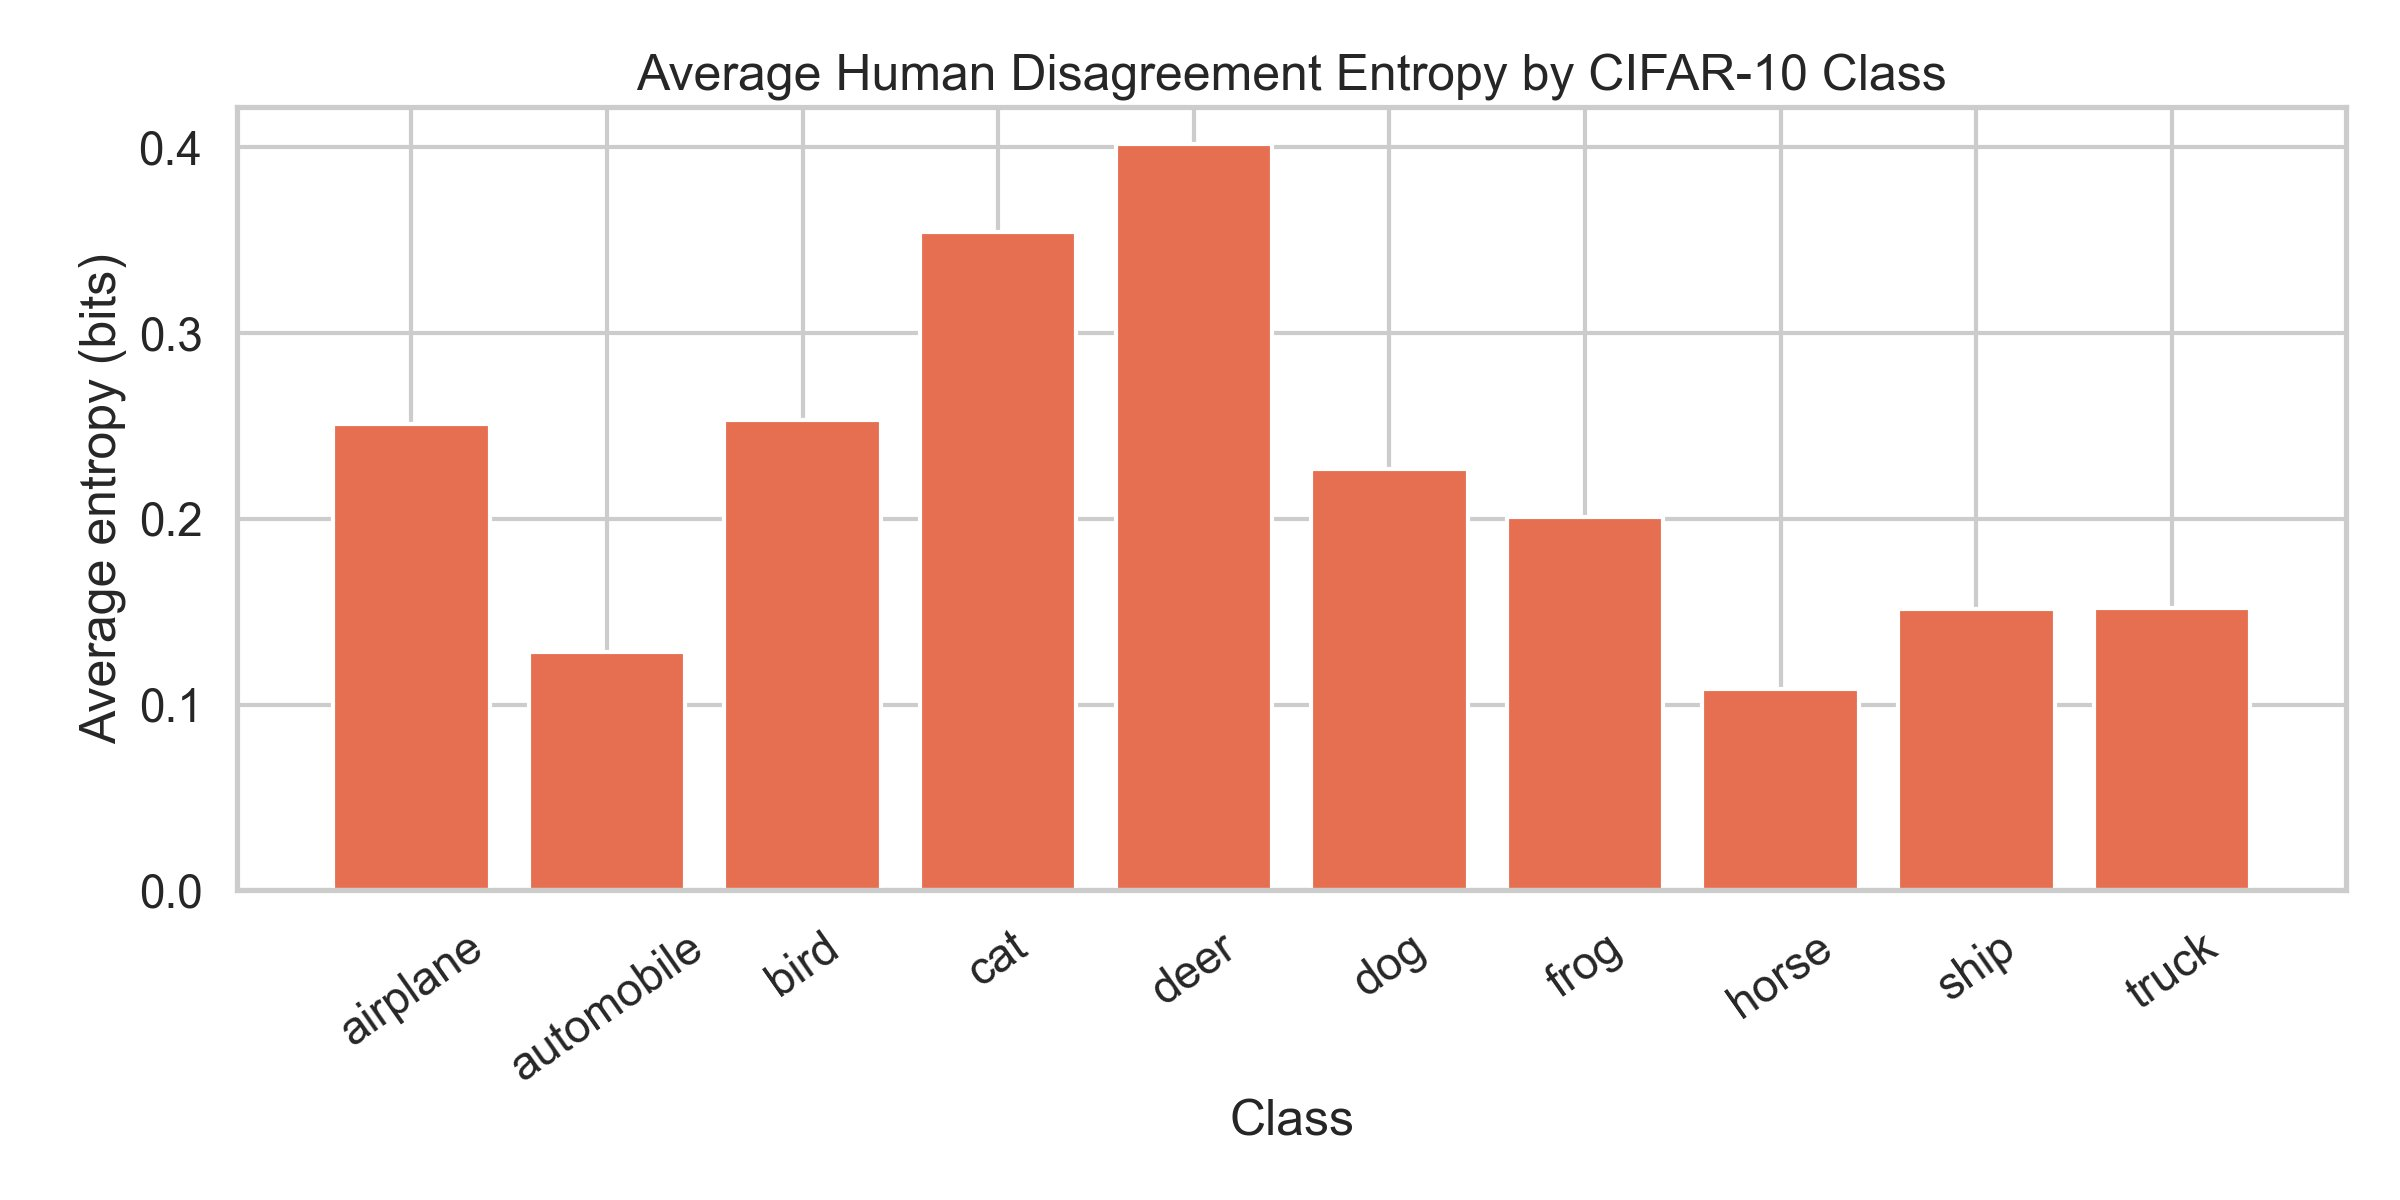 Average Human Disagreement Entropy by CIFAR-10 Class
Average entropy (bits)
0.4
0.3
0.2
0.1
0.0
airplane
automobile
bird
cat
deer
dog
frog
horse
ship
truck
Class